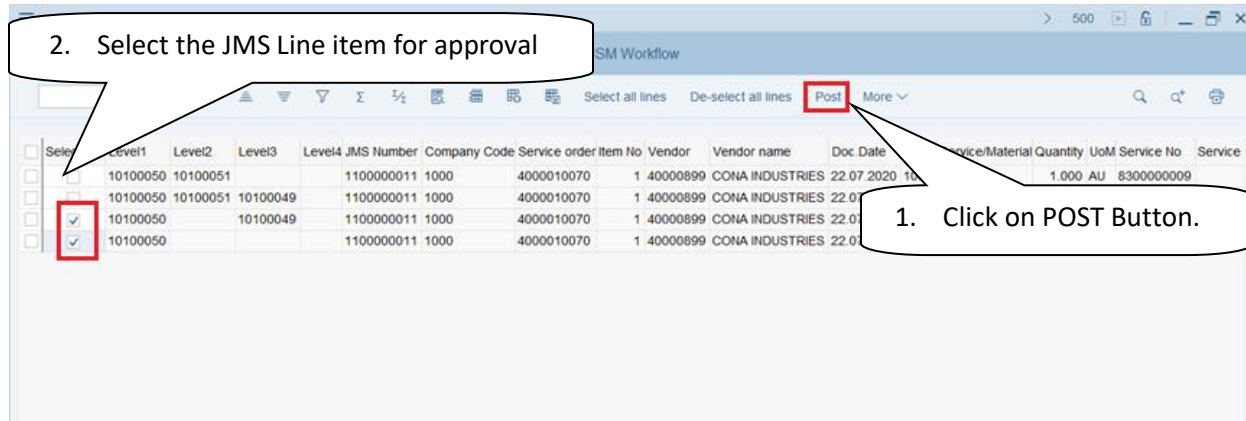 > 500
2. Select the JMS Line item for approval
SM Workflow
Select all lines De-select all lines Post More
Level1 Level2 Level3 Level4 JMS Number Company Code Service order Item No Vendor Vendor name Doc.Date Service/Material Quantity UoM Service No Service
10100050 10100051 1100000011 1000 4000010070 1 40000899 CONA INDUSTRIES 22.07.2020 1.000 AU 8300000009
10100050 10100051 10100049 1100000011 1000 4000010070 1 40000899 CONA INDUSTRIES
10100050 10100049 1100000011 1000 4000010070 1 40000899 CONA INDUSTRIES
10100050 1100000011 1000 4000010070 1 40000899 CONA INDUSTRIES
1. Click on POST Button.